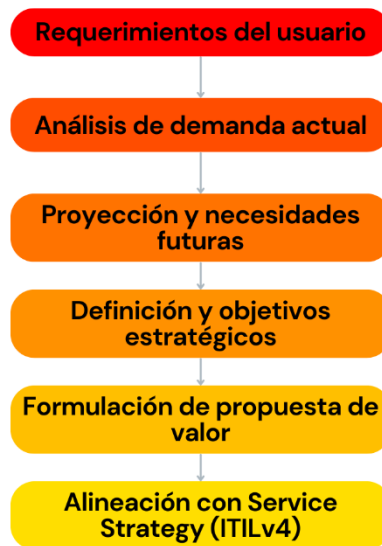 Requerimientos del usuario
Análisis de demanda actual
Proyección y necesidades
futuras
Definición y objetivos
estratégicos
Formulación de propuesta de
valor
Alineación con Service
Strategy (ITILv4)